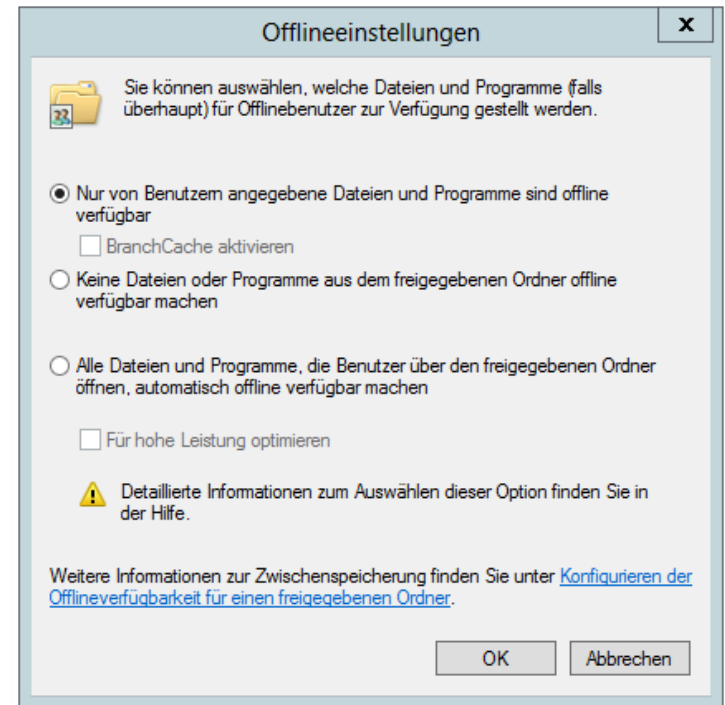 Offlineeinstellungen
x
Sie können auswählen, welche Dateien und Programme (falls
überhaupt) für Offlinebenutzer zur Verfügung gestellt werden.
Nur von Benutzern angegebene Dateien und Programme sind offline
verfügbar
BranchCache aktivieren
Keine Dateien oder Programme aus dem freigegebenen Ordner offline
verfügbar machen
Alle Dateien und Programme, die Benutzer über den freigegebenen Ordner
öffnen, automatisch offline verfügbar machen
Für hohe Leistung optimieren
Detaillierte Informationen zum Auswählen dieser Option finden Sie in
der Hilfe.
Weitere Informationen zur Zwischenspeicherung finden Sie unter Konfigurieren der
Offlineverfügbarkeit für einen freigegebenen Ordner.
OK Abbrechen